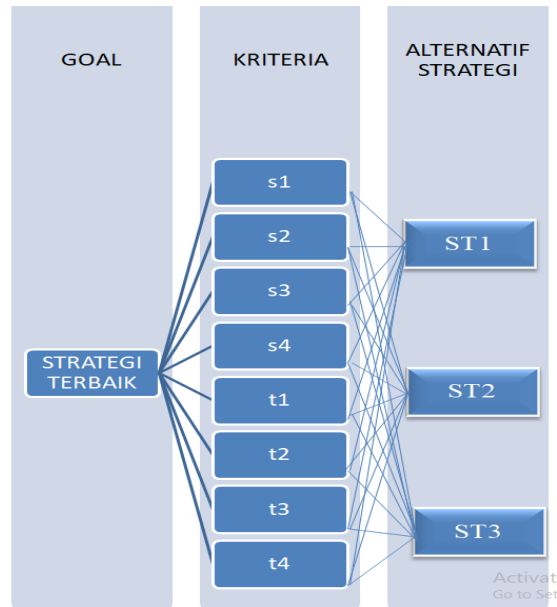 GOAL
KRITERIA
ALTERNATIF
STRATEGI
s1
s2
s3
s4
t1
t2
t3
t4
STRATEGI
TERBAIK
ST1
ST2
ST3
Activat
Go to Set